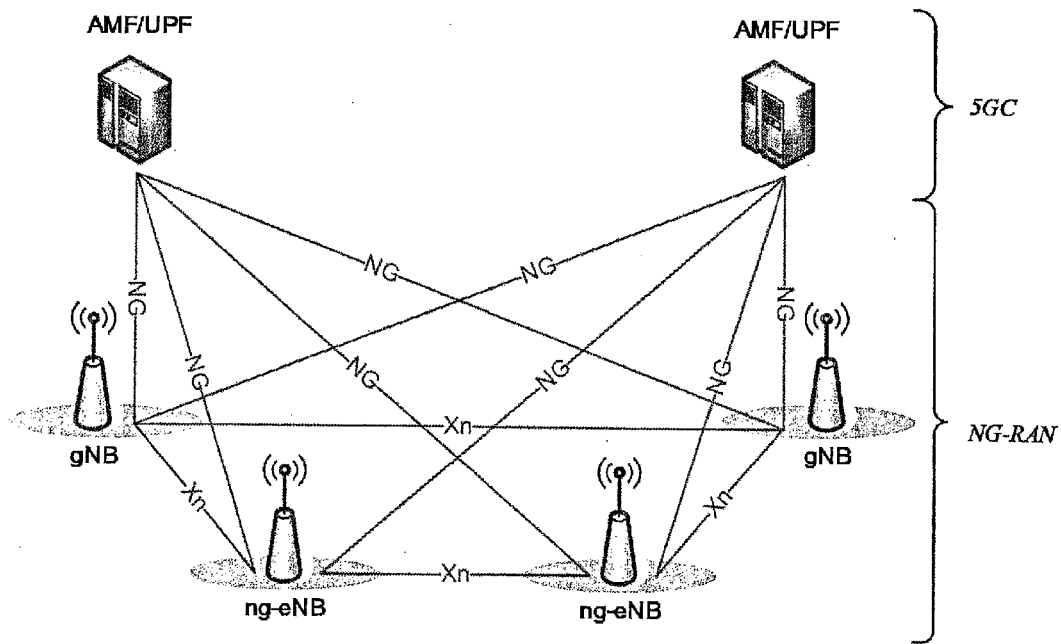 AMF/UPF
AMF/UPF
5GC
NG
NG
NG
NG
NG
NG
NG
NG
Xn
gNB
gNB
NG-RAN
Xn
Xn
Xn
ng-eNB
ng-eNB